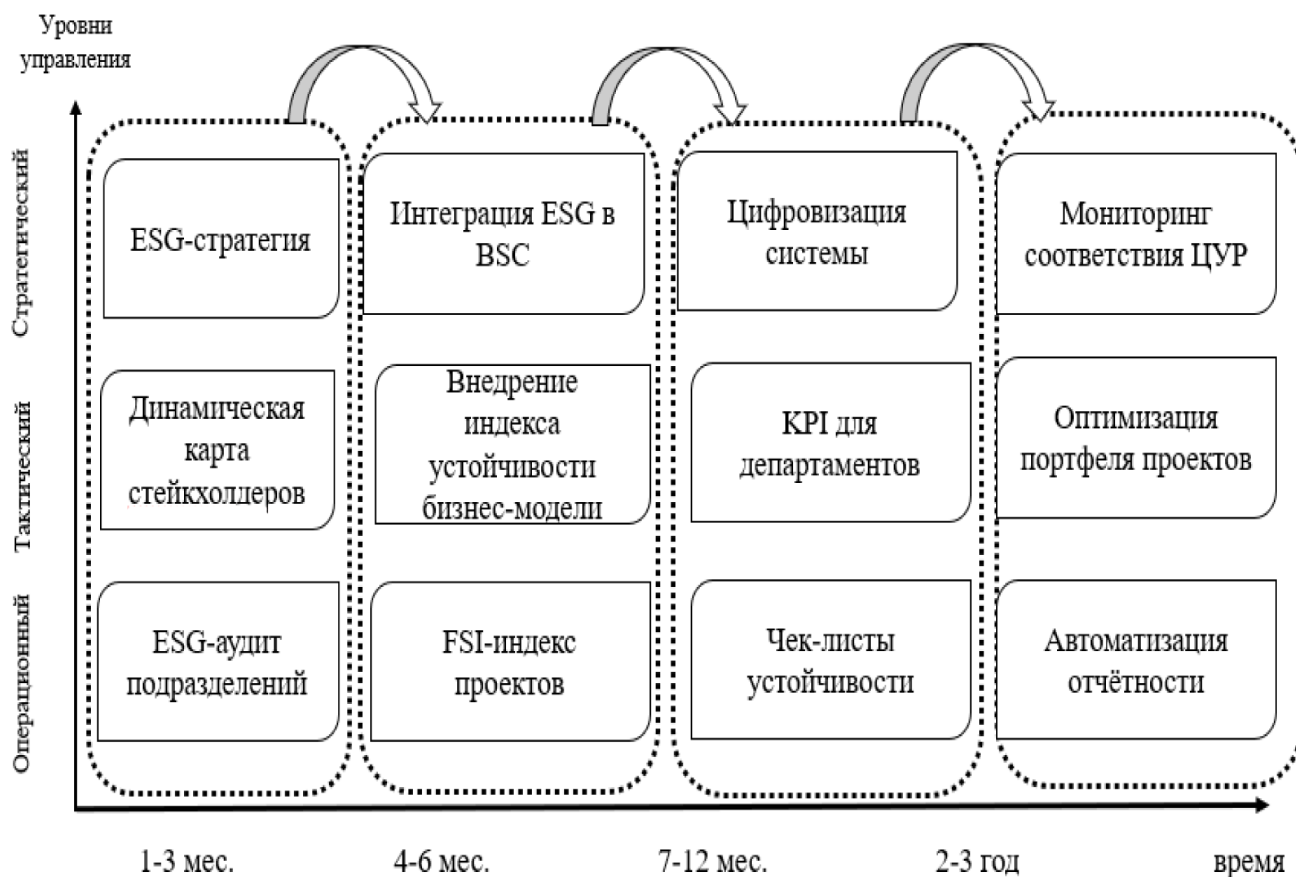 Уровни
управления
Стратегический
ESG-стратегия
Интеграция ESG в
BSC
Цифровизация
системы
Мониторинг
соответствия ЦУР
Тактический
Динамическая
карта
стейкхолдеров
Внедрение
индекса
устойчивости
бизнес-модели
KPI для
департаментов
Оптимизация
портфеля проектов
Операционный
ESG-аудит
подразделений
FSI-индекс
проектов
Чек-листы
устойчивости
Автоматизация
отчётности
1-3 мес.
4-6 мес.
7-12 мес.
2-3 год
время